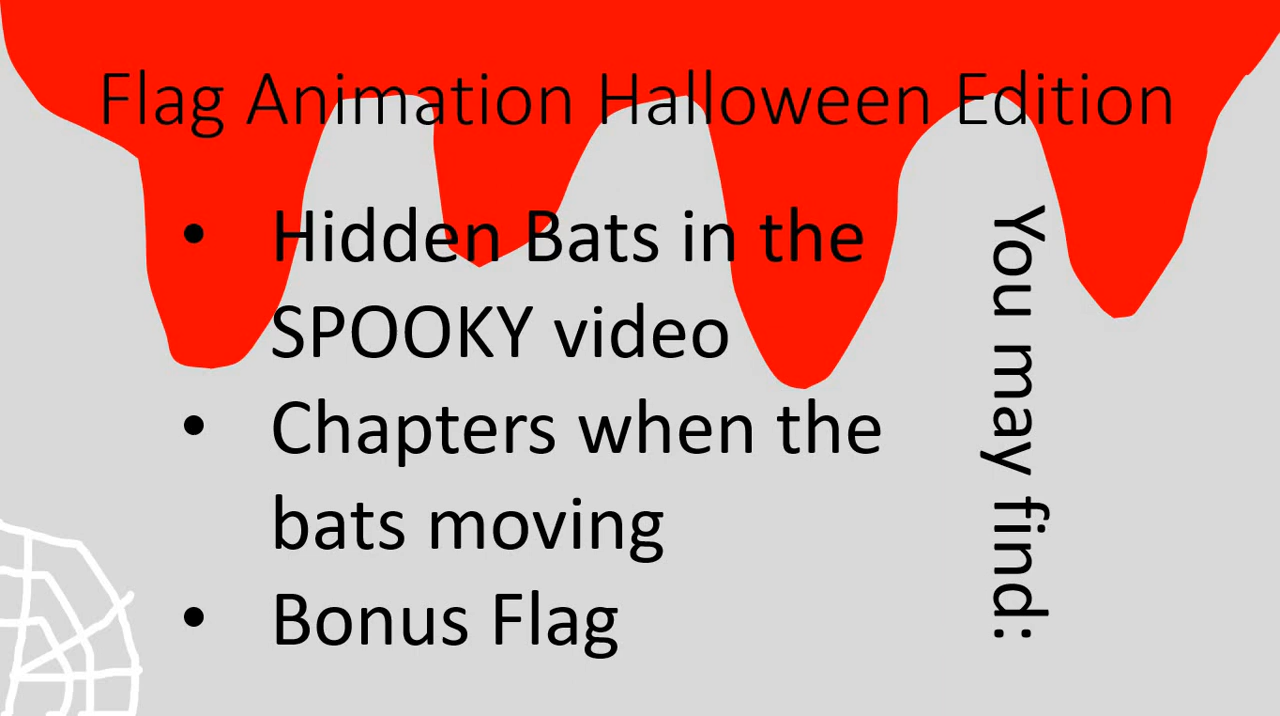 Flag Animation Halloween Edition
You may find:
• Hidden Bats in the
SPOOKY video
• Chapters when the
bats moving
• Bonus Flag